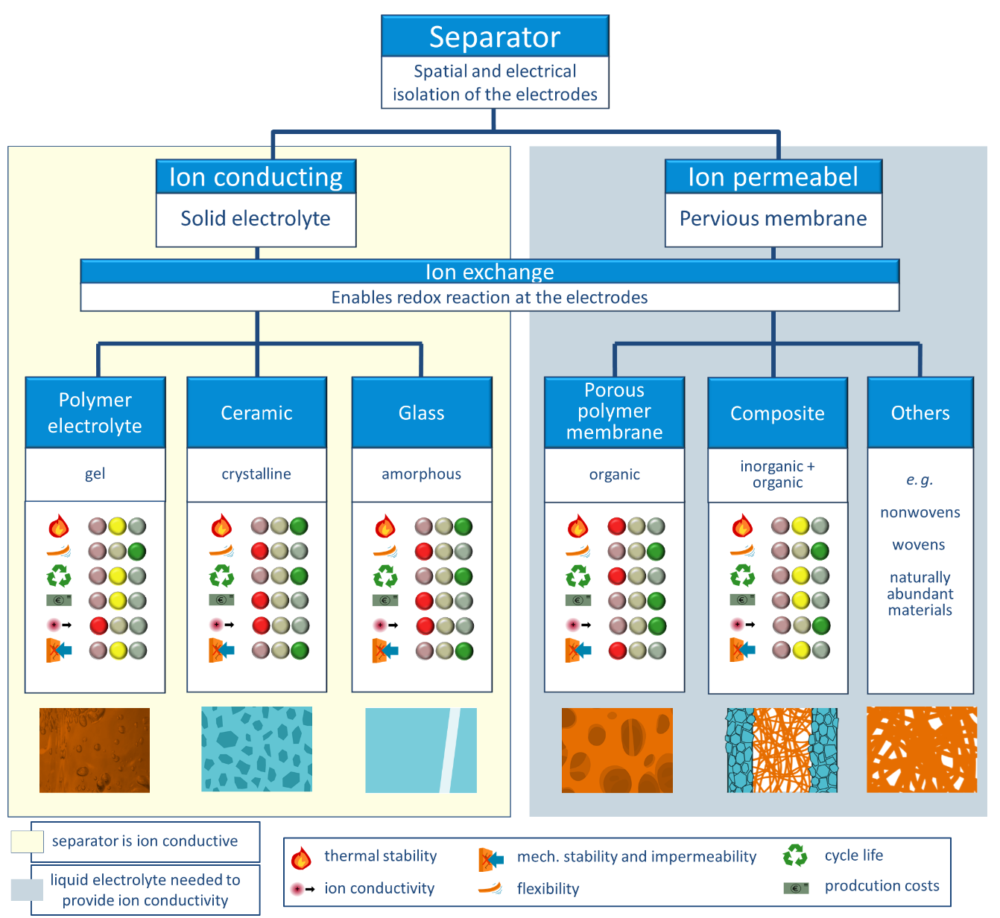 Separator
Spatial and electrical
isolation of the electrodes
Ion conducting
Solid electrolyte
Ion permeabel
Pervious membrane
Ion exchange
Enables redox reaction at the electrodes
Polymer
electrolyte
gel
Ceramic
crystalline
Glass
amorphous
Porous
polymer
membrane
organic
Composite
inorganic +
organic
Others
e. g.
nonwovens
wovens
naturally
abundant
materials
separator is ion conductive
liquid electrolyte needed to
provide ion conductivity
thermal stability
mech. stability and impermeability
cycle life
ion conductivity
flexibility
prodcution costs